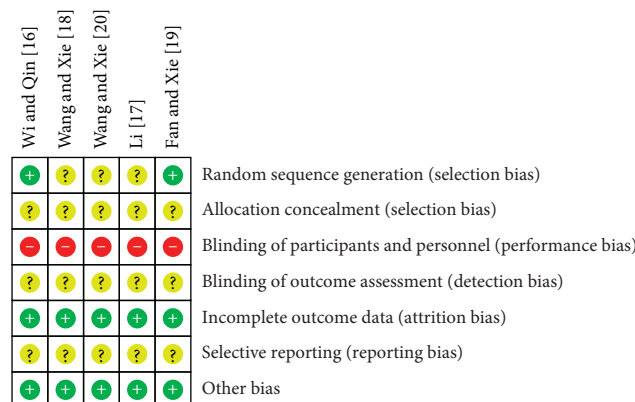 Wi and Qin [16]
Wang and Xie [18]
Wang and Xie [20]
Li [17]
Fan and Xie [19]
+ ? ? ? + Random sequence generation (selection bias)
? ? ? ? ? Allocation concealment (selection bias)
– – – – – Blinding of participants and personnel (performance bias)
? ? ? ? ? Blinding of outcome assessment (detection bias)
+ + + + + Incomplete outcome data (attrition bias)
? ? ? ? ? Selective reporting (reporting bias)
+ + + + + Other bias